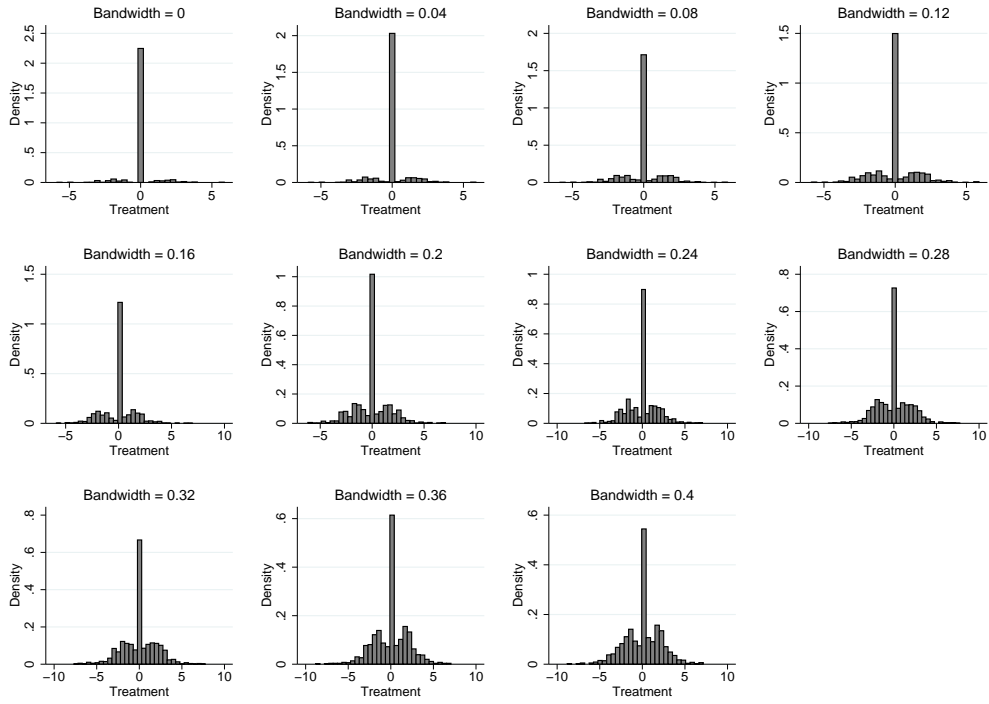 Bandwidth = 0
Density
0 .5 1 1.5 2 2.5
−5 0 5
Treatment
Bandwidth = 0.04
Density
0 .5 1 1.5 2
−5 0 5
Treatment
Bandwidth = 0.08
Density
0 .5 1 1.5 2
−5 0 5
Treatment
Bandwidth = 0.12
Density
0 .5 1 1.5
−5 0 5
Treatment
Bandwidth = 0.16
Density
0 .5 1 1.5
−5 0 5 10
Treatment
Bandwidth = 0.2
Density
0 .2 .4 .6 .8 1
−5 0 5 10
Treatment
Bandwidth = 0.24
Density
0 .2 .4 .6 .8 1
−10 −5 0 5 10
Treatment
Bandwidth = 0.28
Density
0 .2 .4 .6 .8
−10 −5 0 5 10
Treatment
Bandwidth = 0.32
Density
0 .2 .4 .6 .8
−10 −5 0 5 10
Treatment
Bandwidth = 0.36
Density
0 .2 .4 .6
−10 −5 0 5 10
Treatment
Bandwidth = 0.4
Density
0 .2 .4 .6
−10 −5 0 5 10
Treatment